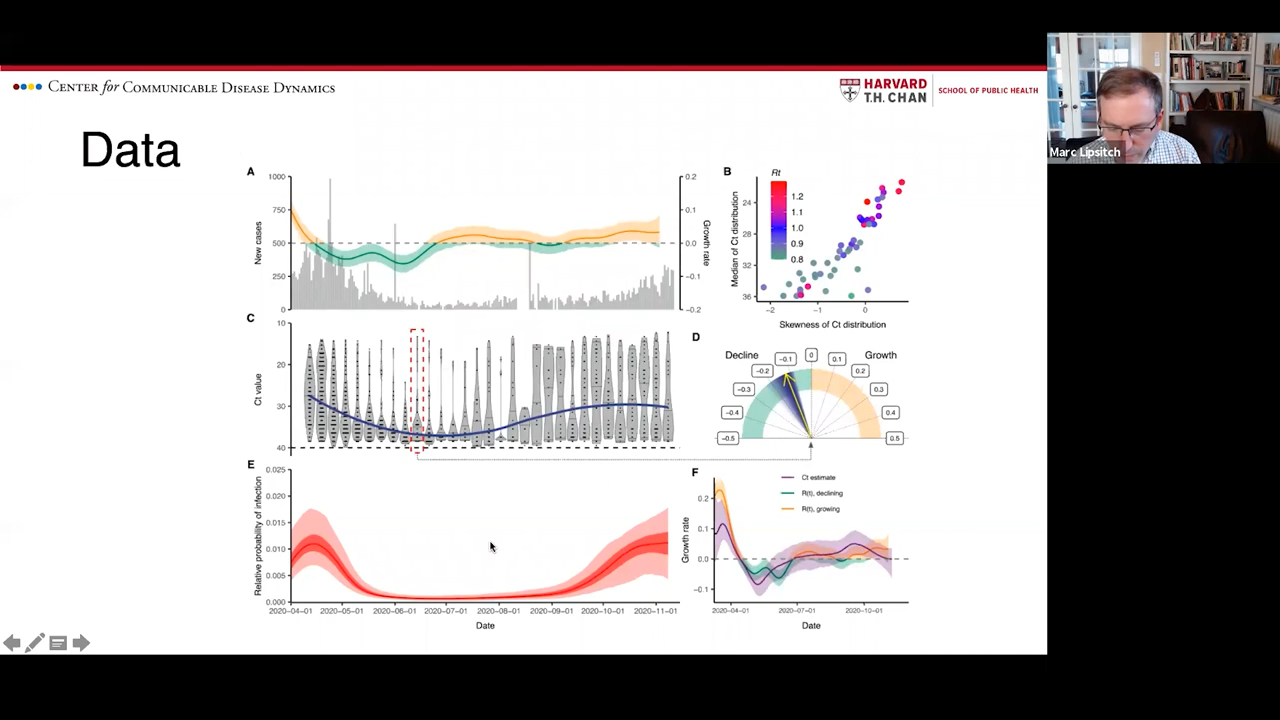 CENTER for COMMUNICABLE DISEASE DYNAMICS
HARVARD
T.H. CHAN
SCHOOL OF PUBLIC HEALTH
Marc Lipsitch
Data
A
1000
750
500
250
0
New cases
0.2
0.1
0.0
−0.1
−0.2
Growth rate
B
Rt
1.2
1.1
1.0
0.9
0.8
24
28
32
36
Median of Ct distribution
−2
−1
0
Skewness of Ct distribution
C
10
20
30
40
Ct value
D
Decline
Growth
−0.5
−0.4
−0.3
−0.2
−0.1
0
0.1
0.2
0.3
0.4
0.5
E
0.025
0.020
0.015
0.010
0.005
0.000
Relative probability of infection
2020−04−01
2020−05−01
2020−06−01
2020−07−01
2020−08−01
2020−09−01
2020−10−01
2020−11−01
Date
F
Ct estimate
R(t), declining
R(t), growing
0.2
0.1
0.0
−0.1
Growth rate
2020−04−01
2020−07−01
2020−10−01
Date